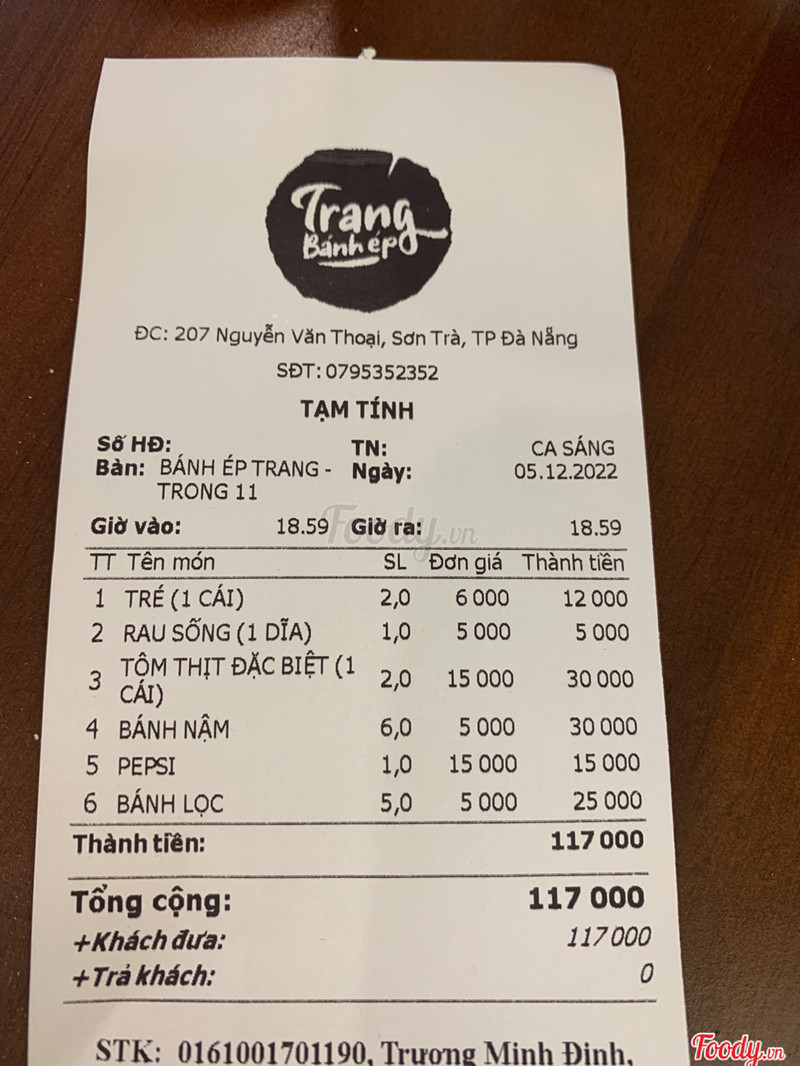 Trang
Bánh ép
ĐC: 207 Nguyễn Văn Thoại, Sơn Trà, TP Đà Nẵng
SĐT: 0795352352
TẠM TÍNH
Số HĐ: TN: CA SÁNG
Bàn: BÁNH ÉP TRANG - Ngày: 05.12.2022
TRONG 11
Giờ vào: 18.59 Giờ ra: 18.59
Foody.vn
TT Tên món SL Đơn giá Thành tiền
1 TRÉ (1 CÁI) 2,0 6 000 12 000
2 RAU SỐNG (1 DĨA) 1,0 5 000 5 000
3 TÔM THỊT ĐẶC BIỆT (1 2,0 15 000 30 000
CÁI)
4 BÁNH NẬM 6,0 5 000 30 000
5 PEPSI 1,0 15 000 15 000
6 BÁNH LỌC 5,0 5 000 25 000
Thành tiền: 117 000
Tổng cộng: 117 000
+Khách đưa: 117 000
+Trả khách: 0
STK: 0161001701190, Trương Minh Định,
Foody.vn